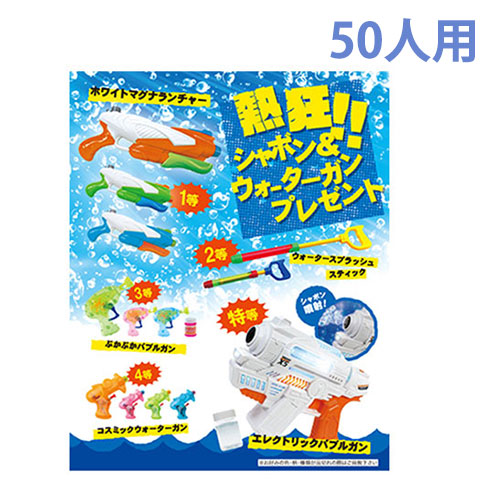 50人用
ホワイトマグナランチャー
熱狂!!
シャボン&
ウォーターガン
プレゼント
1等
2等
ウォータースプラッシュ
スティック
3等
ぷかぷかバブルガン
特等
シャボン
噴射!
4等
コスミックウォーターガン
エレクトリックバブルガン